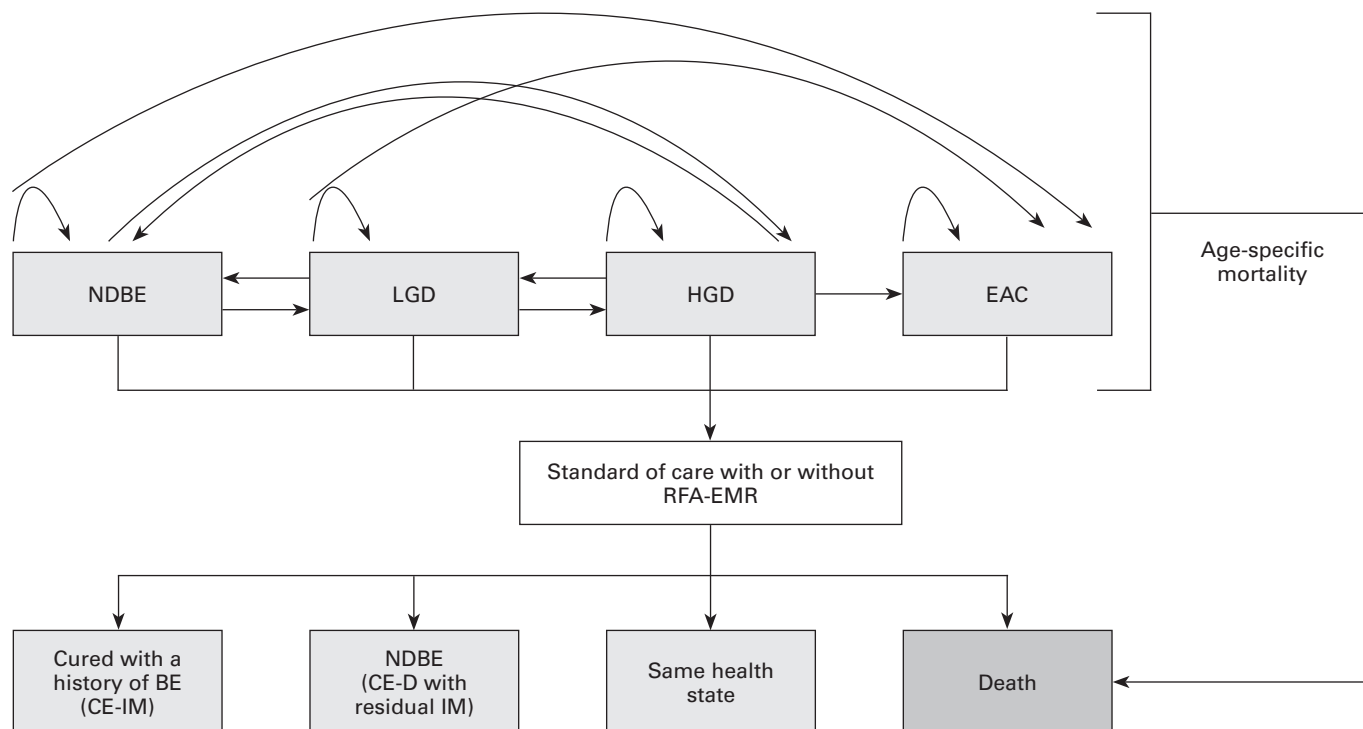 Age-specific
mortality
NDBE
LGD
HGD
EAC
Standard of care with or without
RFA-EMR
Cured with a
history of BE
(CE-IM)
NDBE
(CE-D with
residual IM)
Same health
state
Death